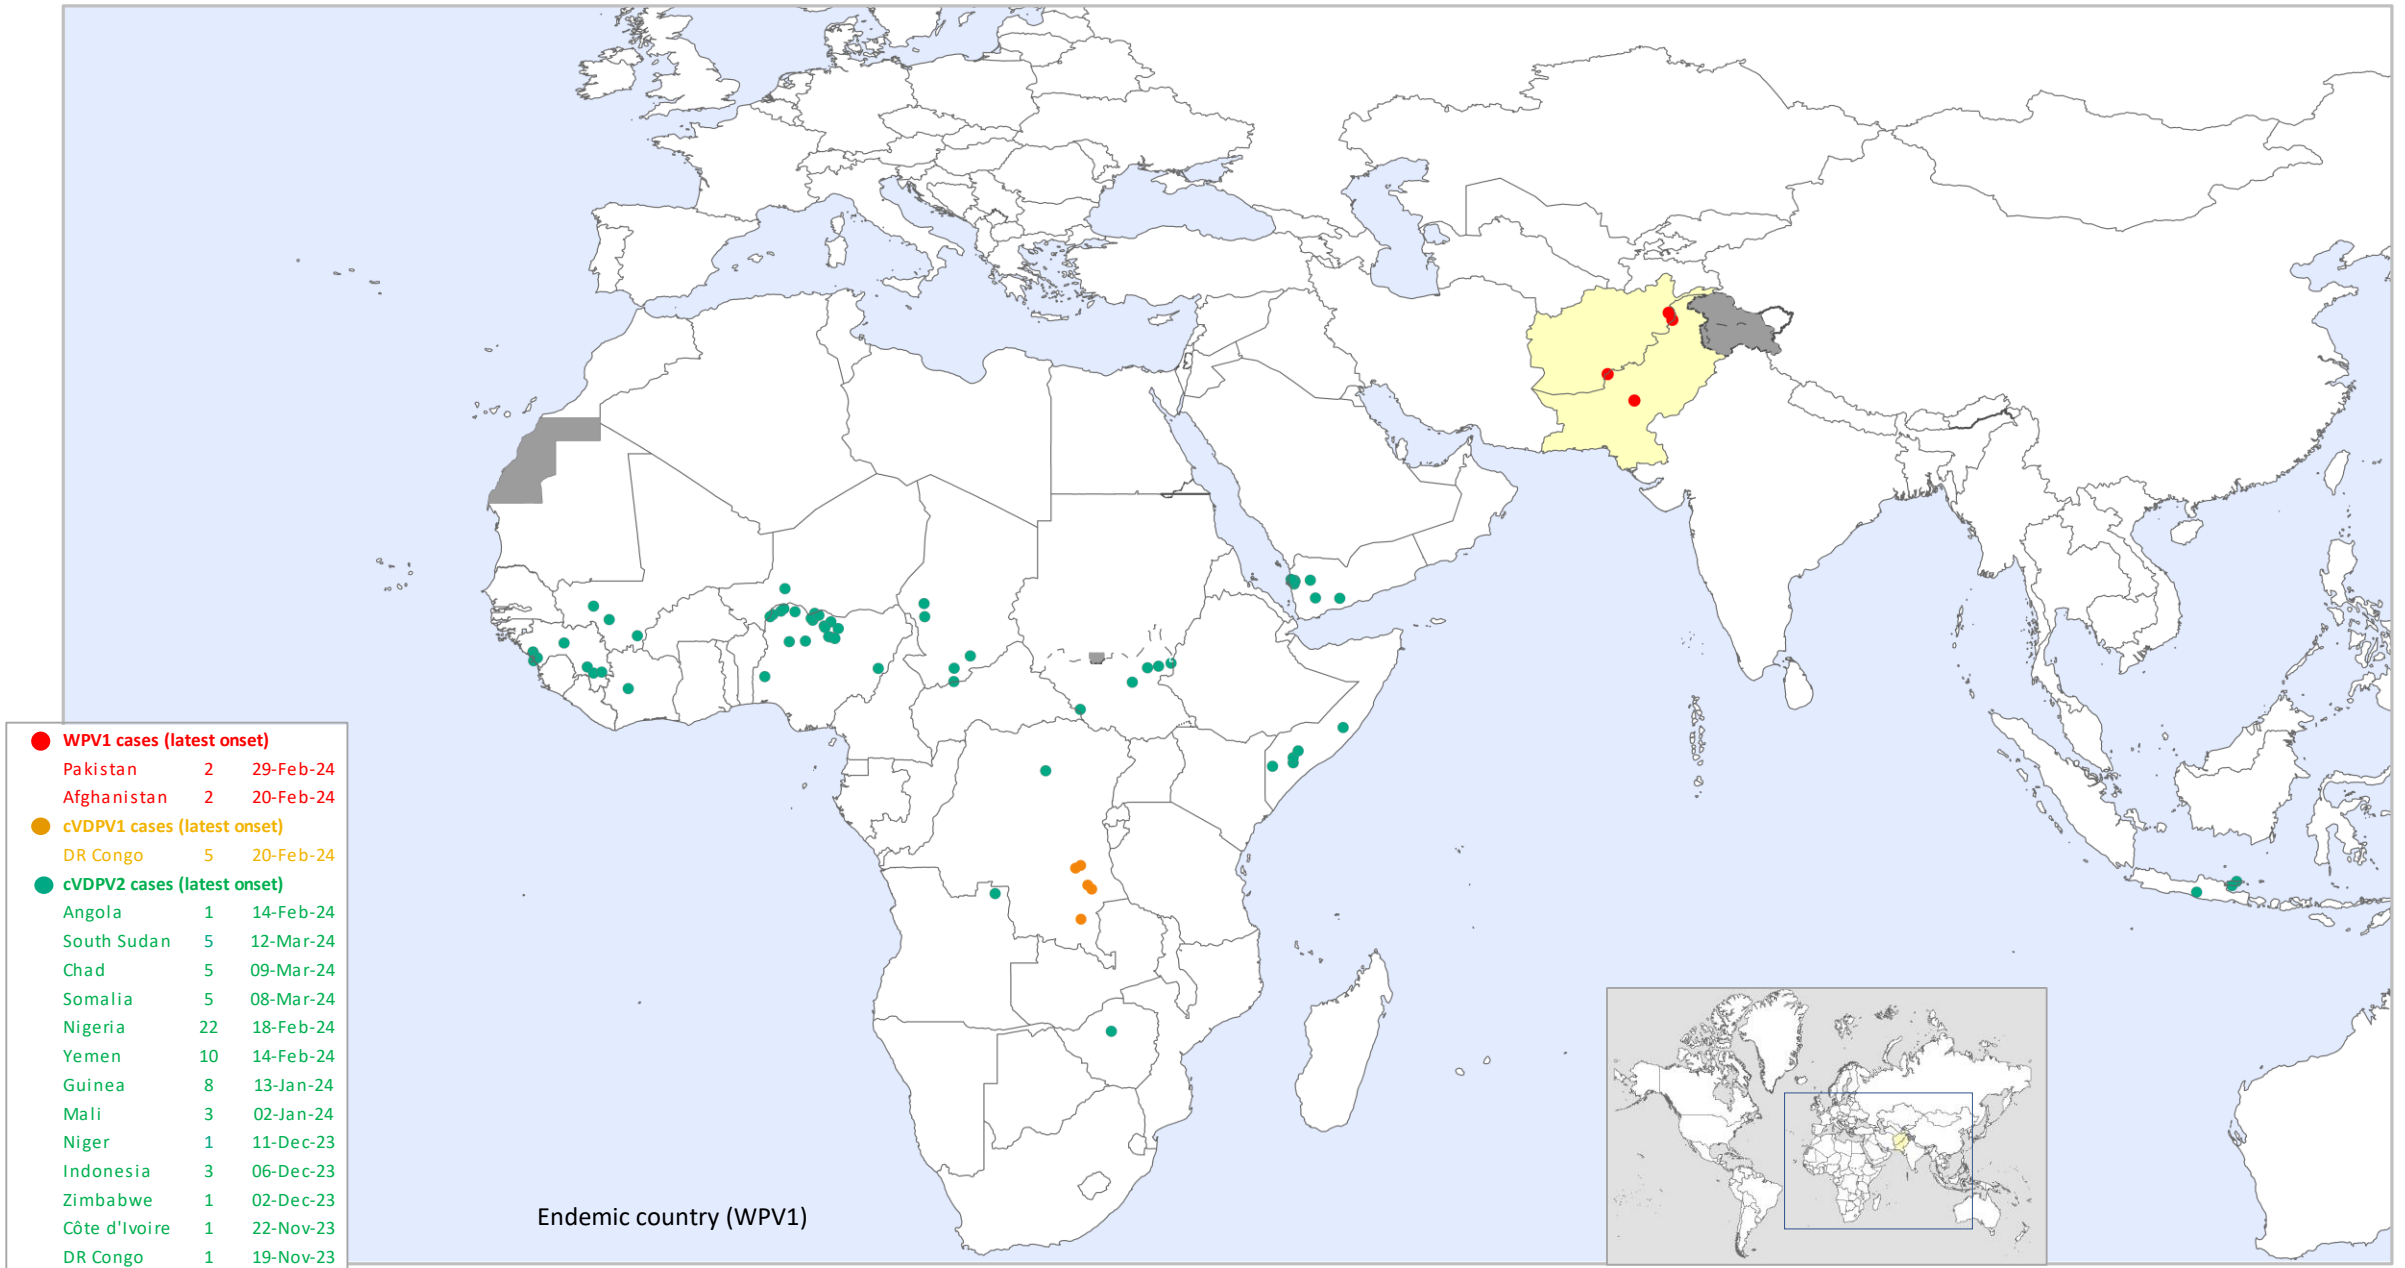 WPV1 cases (latest onset)
Pakistan 2 29-Feb-24
Afghanistan 2 20-Feb-24
cVDPV1 cases (latest onset)
DR Congo 5 20-Feb-24
cVDPV2 cases (latest onset)
Angola 1 14-Feb-24
South Sudan 5 12-Mar-24
Chad 5 09-Mar-24
Somalia 5 08-Mar-24
Nigeria 22 18-Feb-24
Yemen 10 14-Feb-24
Guinea 8 13-Jan-24
Mali 3 02-Jan-24
Niger 1 11-Dec-23
Indonesia 3 06-Dec-23
Zimbabwe 1 02-Dec-23
Côte d'Ivoire 1 22-Nov-23
DR Congo 1 19-Nov-23
Endemic country (WPV1)